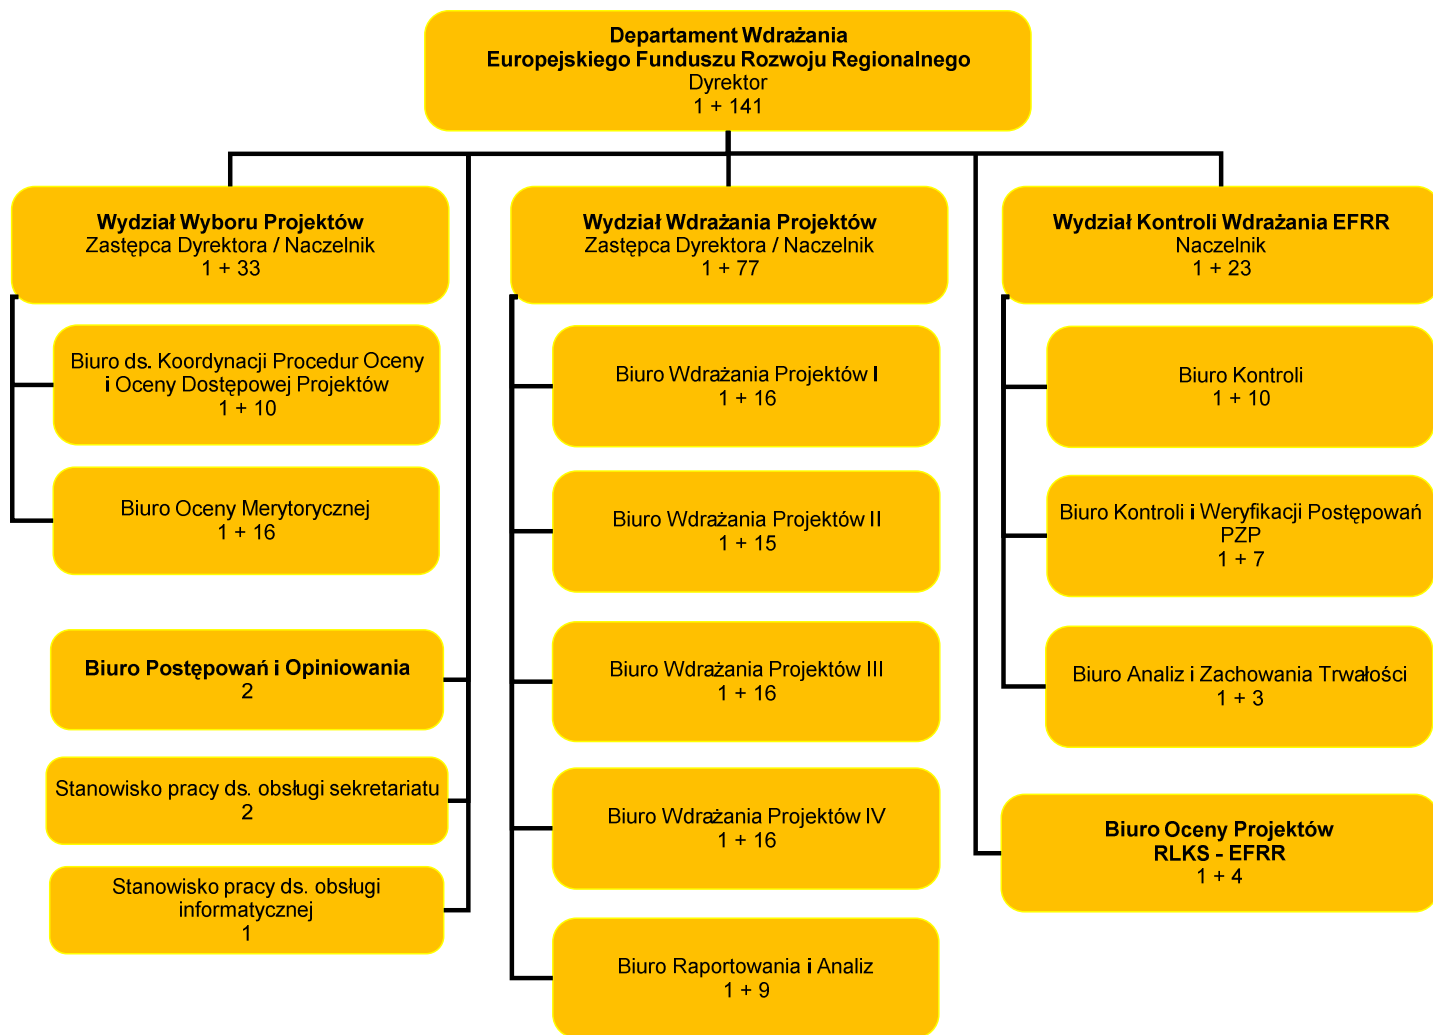 Departament Wdrażania
Europejskiego Funduszu Rozwoju Regionalnego
Dyrektor
1 + 141
Wydział Wyboru Projektów
Zastępca Dyrektora / Naczelnik
1 + 33
Biuro ds. Koordynacji Procedur Oceny
i Oceny Dostępowej Projektów
1 + 10
Biuro Oceny Merytorycznej
1 + 16
Biuro Postępowań i Opiniowania
2
Stanowisko pracy ds. obsługi sekretariatu
2
Stanowisko pracy ds. obsługi
informatycznej
1
Wydział Wdrażania Projektów
Zastępca Dyrektora / Naczelnik
1 + 77
Biuro Wdrażania Projektów I
1 + 16
Biuro Wdrażania Projektów II
1 + 15
Biuro Wdrażania Projektów III
1 + 16
Biuro Wdrażania Projektów IV
1 + 16
Biuro Raportowania i Analiz
1 + 9
Wydział Kontroli Wdrażania EFRR
Naczelnik
1 + 23
Biuro Kontroli
1 + 10
Biuro Kontroli i Weryfikacji Postępowań
PZP
1 + 7
Biuro Analiz i Zachowania Trwałości
1 + 3
Biuro Oceny Projektów
RLKS - EFRR
1 + 4